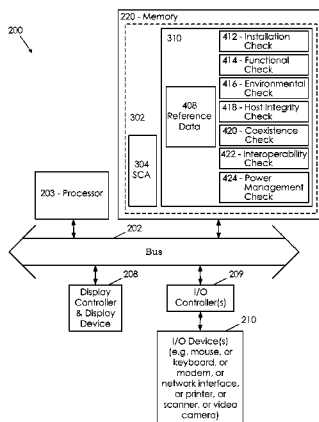 200
220 - Memory
310
412 - Installation
Check
414 - Functional
Check
416 - Environmental
Check
418 - Host Integrity
Check
420 - Coexistence
Check
422 - Interoperability
Check
424 - Power
Management
Check
408
Reference
Data
302
304
SCA
203 - Processor
202
Bus
208
Display
Controller
& Display
Device
209
I/O
Controller(s)
210
I/O Device(s)
(e.g. mouse, or
keyboard, or
modem, or
network interface,
or printer, or
scanner, or video
camera)